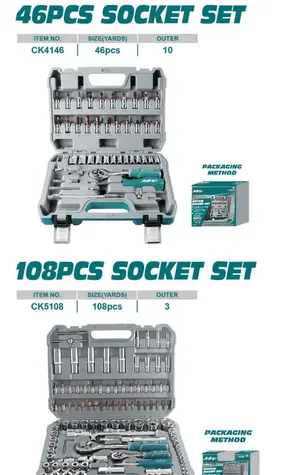 46PCS SOCKET SET
ITEM NO. SIZE(YARDS) OUTER
CK4146 46pcs 10
PACKAGING
METHOD
108PCS SOCKET SET
ITEM NO. SIZE(YARDS) OUTER
CK5108 108pcs 3
PACKAGING
METHOD